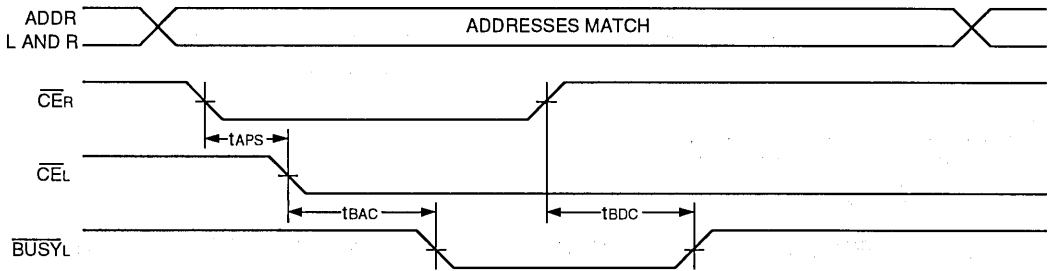 ADDR
L AND R
ADDRESSES MATCH
CER
tAPS
CEL
tBAC
tBDC
BUSYL